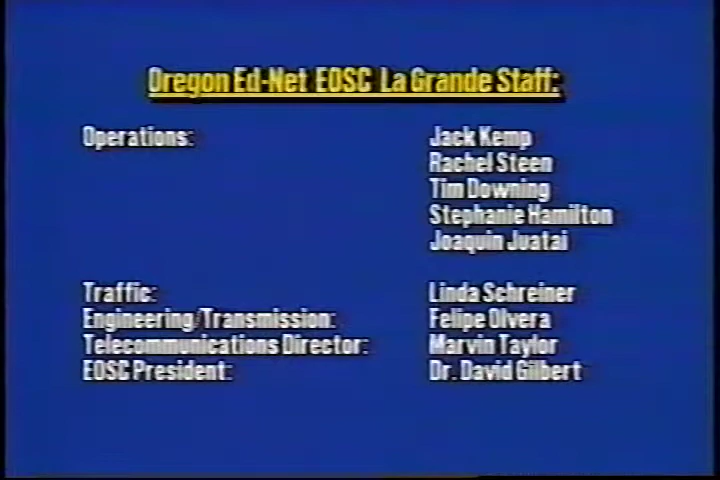 Oregon Ed-Net EOSC La Grande Staff:
Operations: Jack Kemp
Rachel Steen
Tim Downing
Stephanie Hamilton
Joaquin Juatai
Traffic: Linda Schreiner
Engineering/Transmission: Felipe Olvera
Telecommunications Director: Marvin Taylor
EOSC President: Dr. David Gilbert